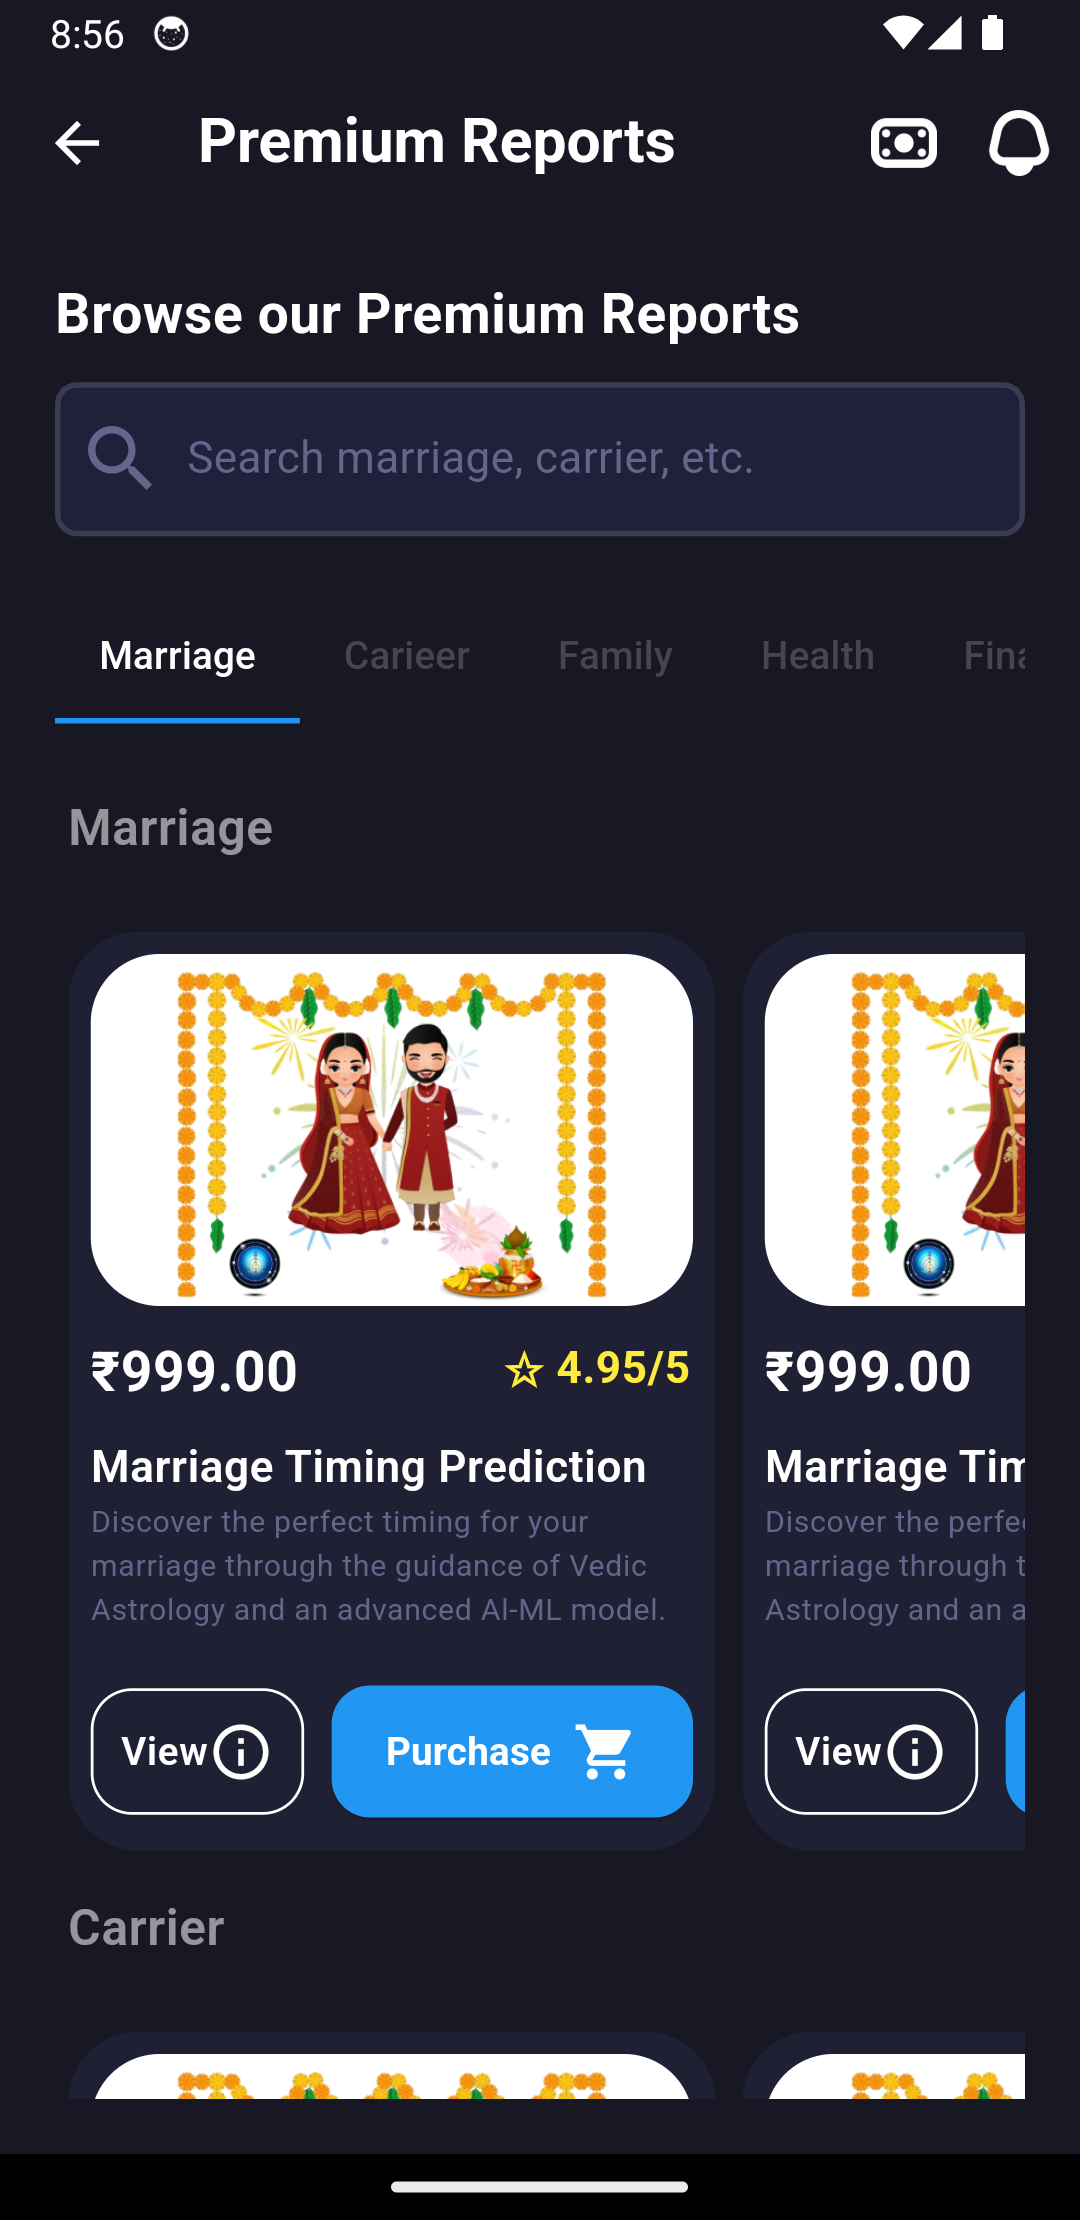 8:56
Premium Reports
Browse our Premium Reports
Search marriage, carrier, etc.
Marriage Carieer Family Health Fina
Marriage
₹999.00 ☆ 4.95/5 ₹999.00
Marriage Timing Prediction Marriage Tim
Discover the perfect timing for your Discover the perfe
marriage through the guidance of Vedic marriage through t
Astrology and an advanced AI-ML model. Astrology and an a
View Purchase View
Carrier